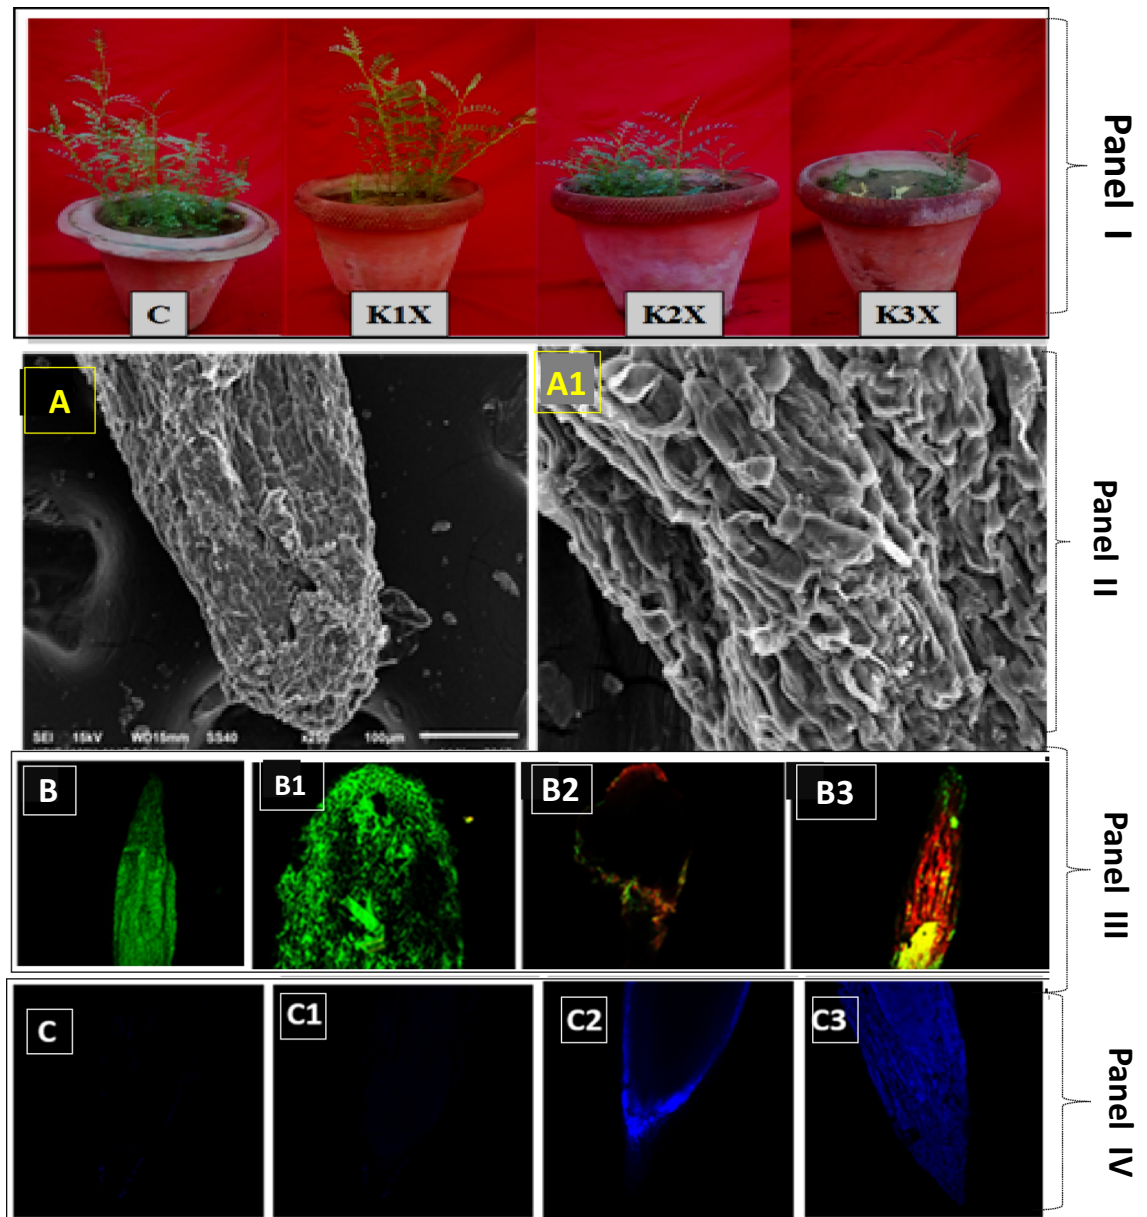 C
K1X
K2X
K3X
Panel I
A
A1
SEI 15kV WD15mm SS40 x250 100µm
Panel II
B
B1
B2
B3
Panel III
C
C1
C2
C3
Panel IV